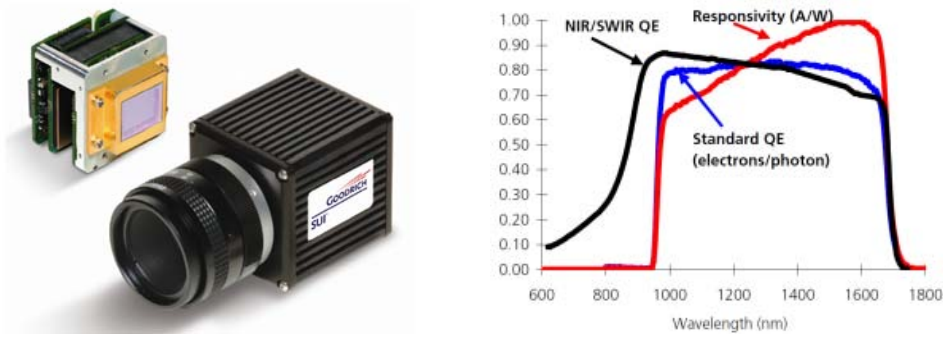 GOODRICH
SUI
NIR/SWIR QE
Responsivity (A/W)
Standard QE
(electrons/photon)
1.00
0.90
0.80
0.70
0.60
0.50
0.40
0.30
0.20
0.10
0.00
600 800 1000 1200 1400 1600 1800
Wavelength (nm)